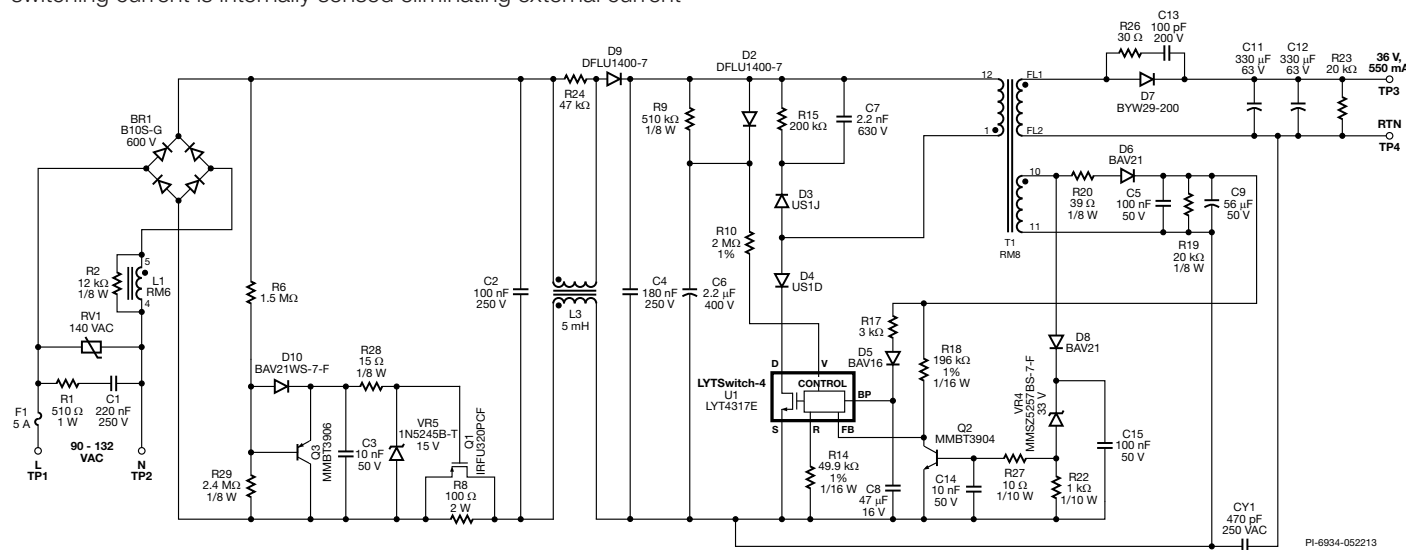 switching current is internally sensed eliminating external current
BR1
B10S-G
600 V
R2
12 kΩ
1/8 W
5
L1
RM6
4
RV1
140 VAC
R1
510 Ω
1 W
C1
220 nF
250 V
F1
5 A
L
TP1
90 - 132
VAC
N
TP2
R6
1.5 MΩ
D10
BAV21WS-7-F
R28
15 Ω
1/8 W
Q3
MMBT3906
C3
10 nF
50 V
VR5
1N5245B-T
15 V
Q1
IRFU320PCF
R29
2.4 MΩ
1/8 W
R8
100 Ω
2 W
C2
100 nF
250 V
D9
DFLU1400-7
R24
47 kΩ
L3
5 mH
C4
180 nF
250 V
R9
510 kΩ
1/8 W
C6
2.2 µF
400 V
D2
DFLU1400-7
R15
200 kΩ
C7
2.2 nF
630 V
D3
US1J
R10
2 MΩ
1%
D4
US1D
R17
3 kΩ
D5
BAV16
LYTSwitch-4
U1
LYT4317E
D
V
CONTROL
BP
S
R
FB
R14
49.9 kΩ
1%
1/16 W
C8
47 µF
16 V
R18
196 kΩ
1%
1/16 W
Q2
MMBT3904
C14
10 nF
50 V
R27
10 Ω
1/10 W
R22
1 kΩ
1/10 W
VR4
MMSZ5257BS-7-F
33 V
D8
BAV21
C15
100 nF
50 V
12
1
FL1
FL2
10
11
T1
RM8
R20
39 Ω
1/8 W
D6
BAV21
C5
100 nF
50 V
R19
20 kΩ
1/8 W
C9
56 µF
50 V
R26
30 Ω
C13
100 pF
200 V
D7
BYW29-200
C11
330 µF
63 V
C12
330 µF
63 V
R23
20 kΩ
36 V,
550 mA
TP3
RTN
TP4
CY1
470 pF
250 VAC
PI-6934-052213